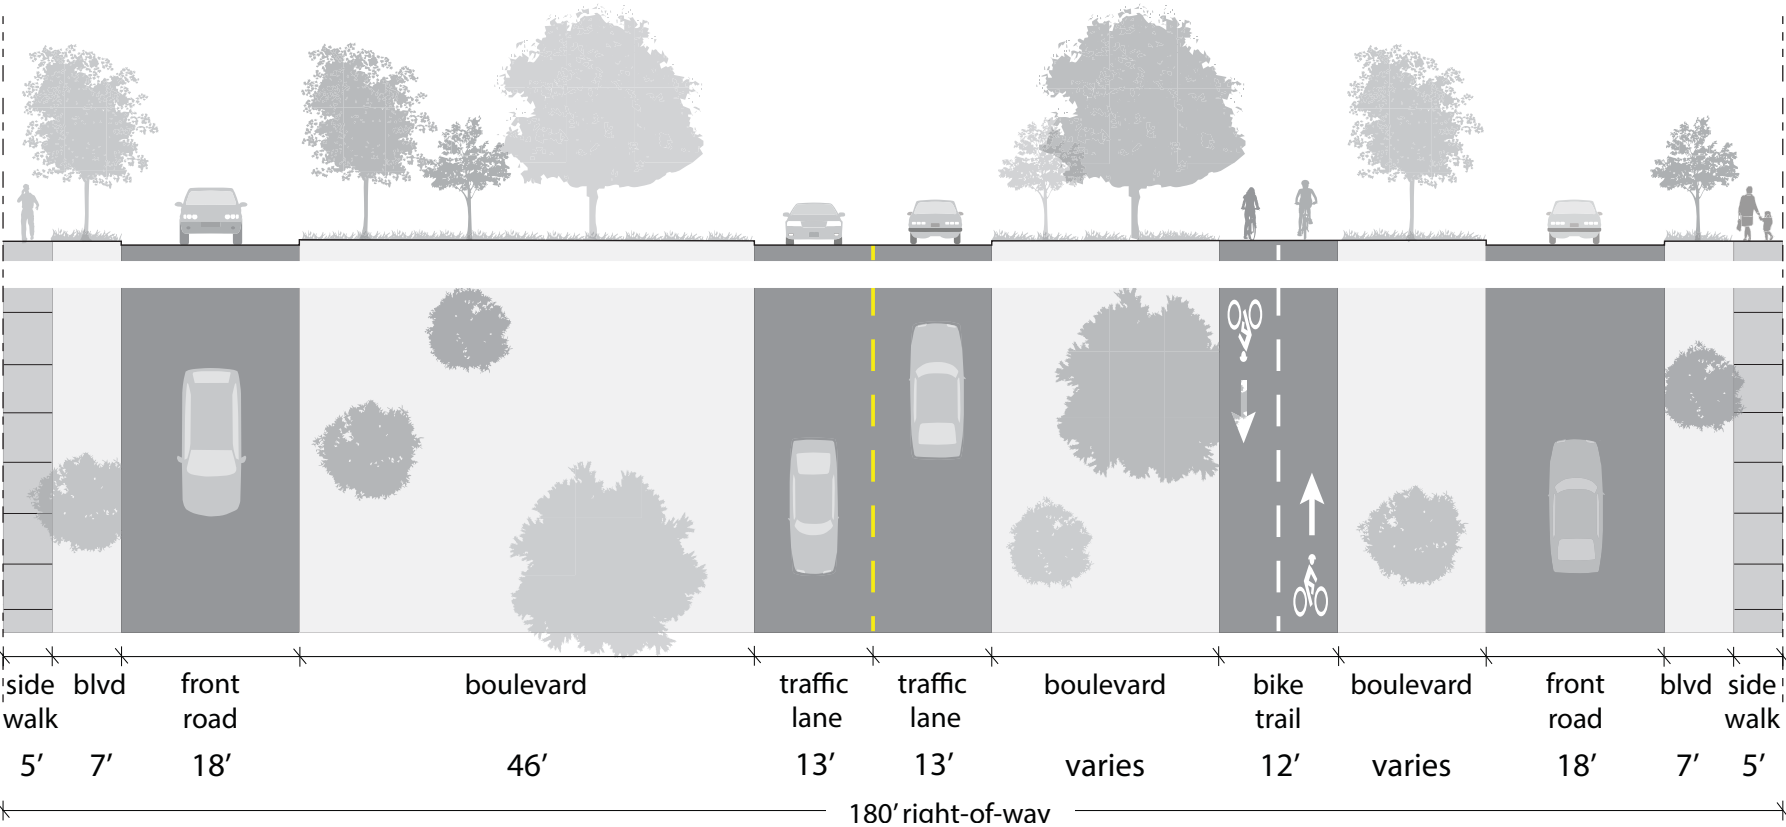 side blvd front boulevard traffic traffic boulevard bike boulevard front blvd side
walk road lane lane trail road walk
5’ 7’ 18’ 46’ 13’ 13’ varies 12’ varies 18’ 7’ 5’
180’ right-of-way